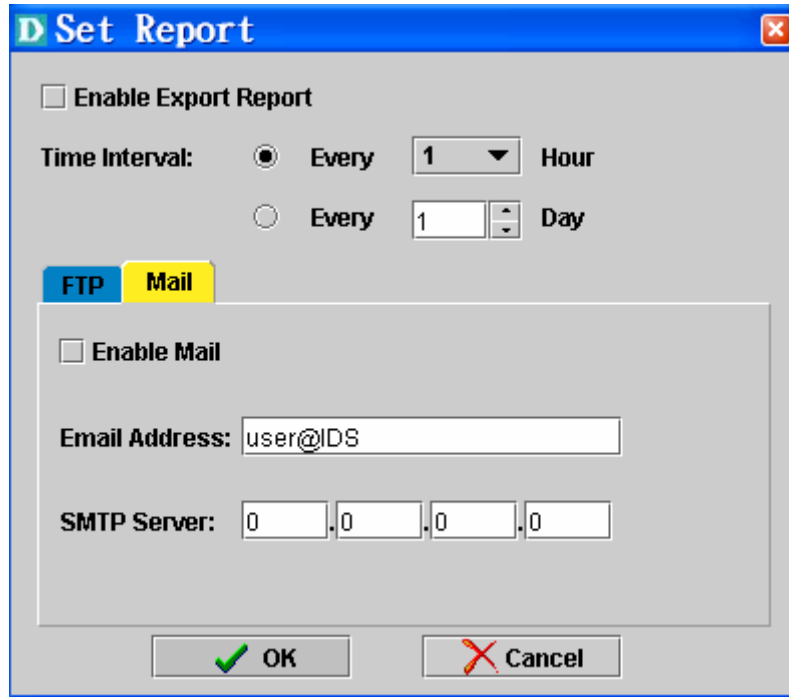 D Set Report
Enable Export Report
Time Interval: Every 1 Hour
Every 1 Day
FTP Mail
Enable Mail
Email Address: user@IDS
SMTP Server: 0 . 0 . 0 . 0
OK Cancel